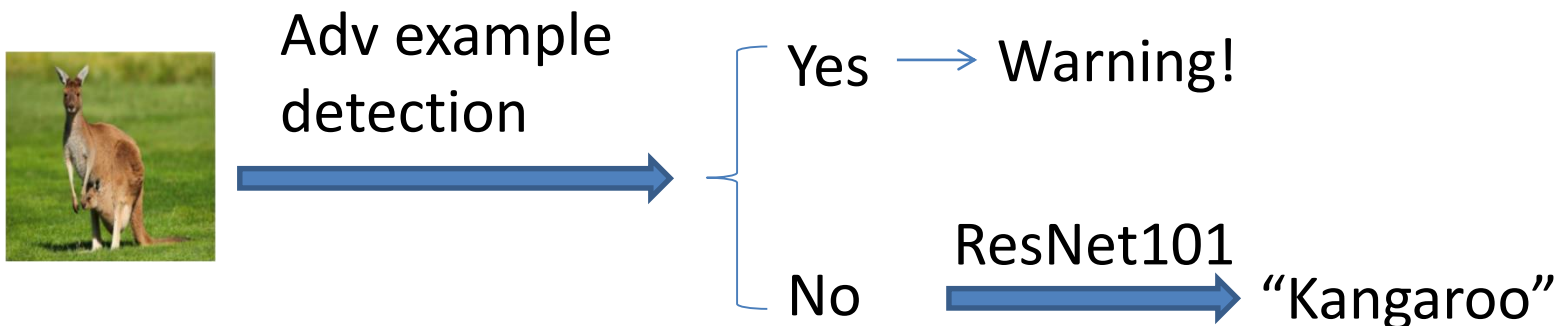 Adv example
detection
Yes
Warning!
No
ResNet101
“Kangaroo”